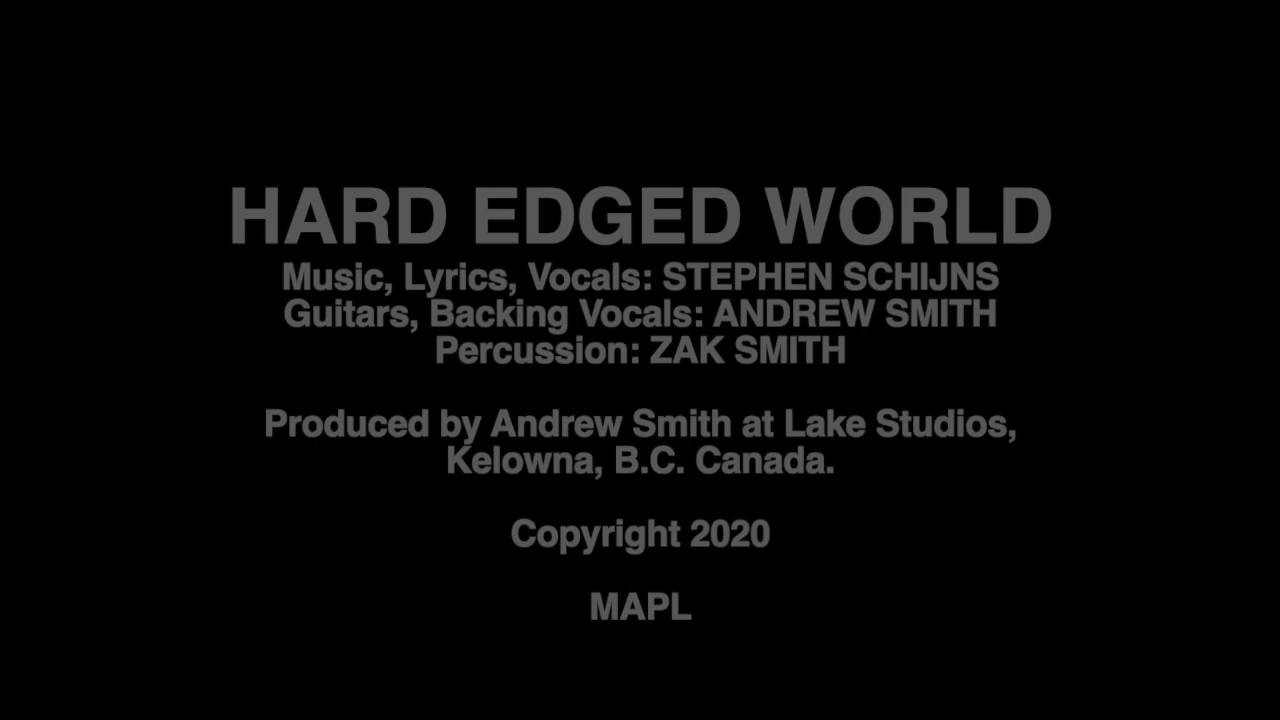 HARD EDGED WORLD
Music, Lyrics, Vocals: STEPHEN SCHIJNS
Guitars, Backing Vocals: ANDREW SMITH
Percussion: ZAK SMITH
Produced by Andrew Smith at Lake Studios,
Kelowna, B.C. Canada.
Copyright 2020
MAPL